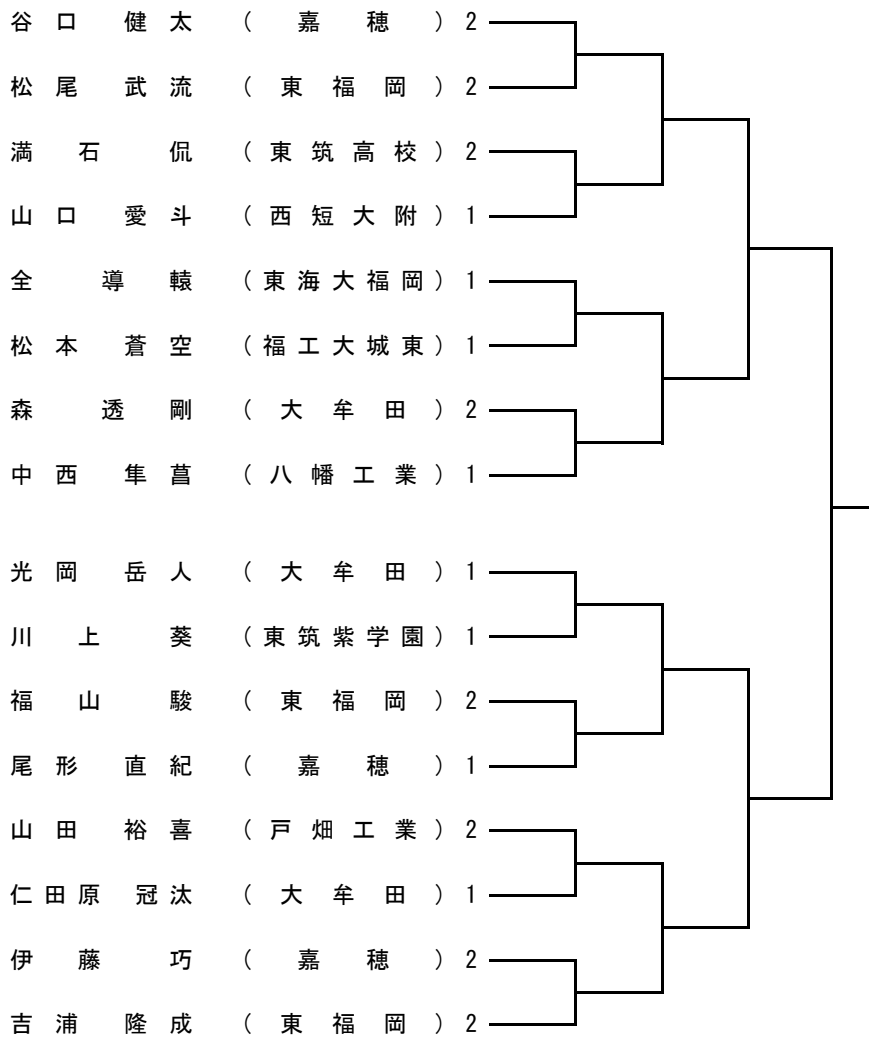 谷口 健太 （嘉穂） 2
松尾 武流 （東福岡） 2
満石 侃 （東筑高校） 2
山口 愛斗 （西短大附） 1
全 導轅 （東海大福岡） 1
松本 蒼空 （福工大城東） 1
森 透剛 （大牟田） 2
中西 隼菖 （八幡工業） 1
光岡 岳人 （大牟田） 1
川上 葵 （東筑紫学園） 1
福山 駿 （東福岡） 2
尾形 直紀 （嘉穂） 1
山田 裕喜 （戸畑工業） 2
仁田原 冠汰 （大牟田） 1
伊藤 巧 （嘉穂） 2
吉浦 隆成 （東福岡） 2